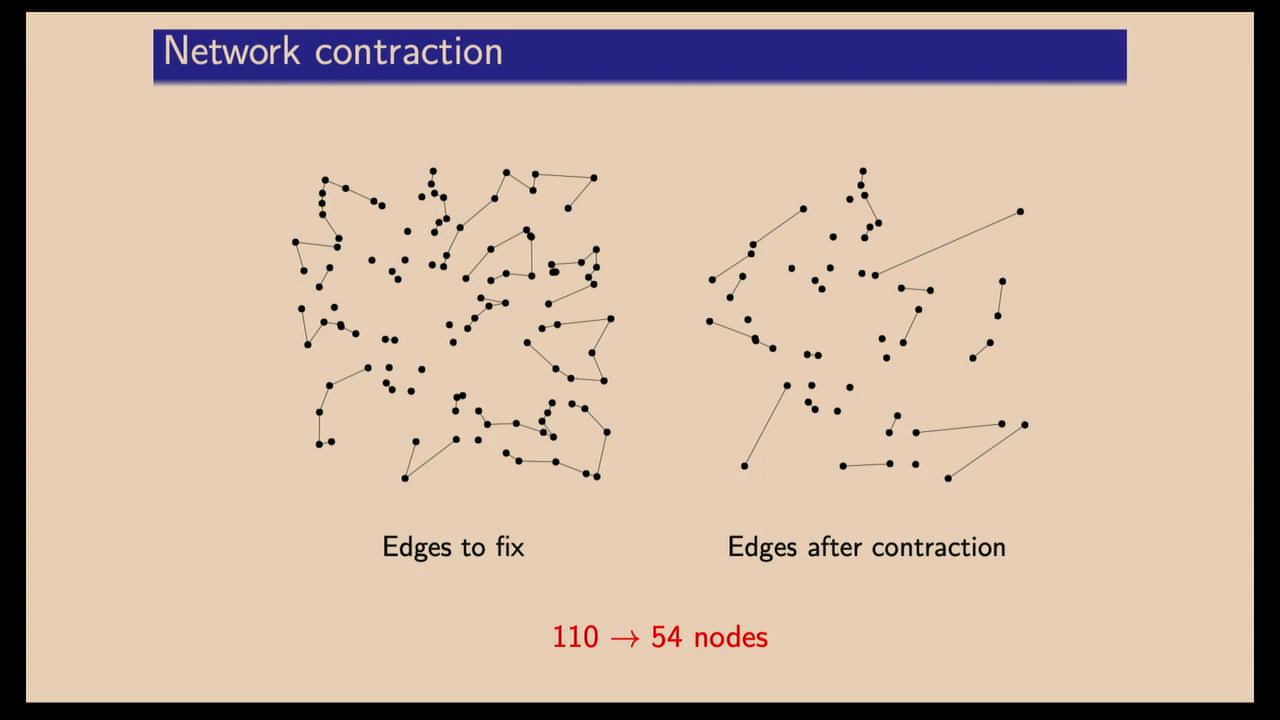 Network contraction
Edges to fix
Edges after contraction
110 → 54 nodes